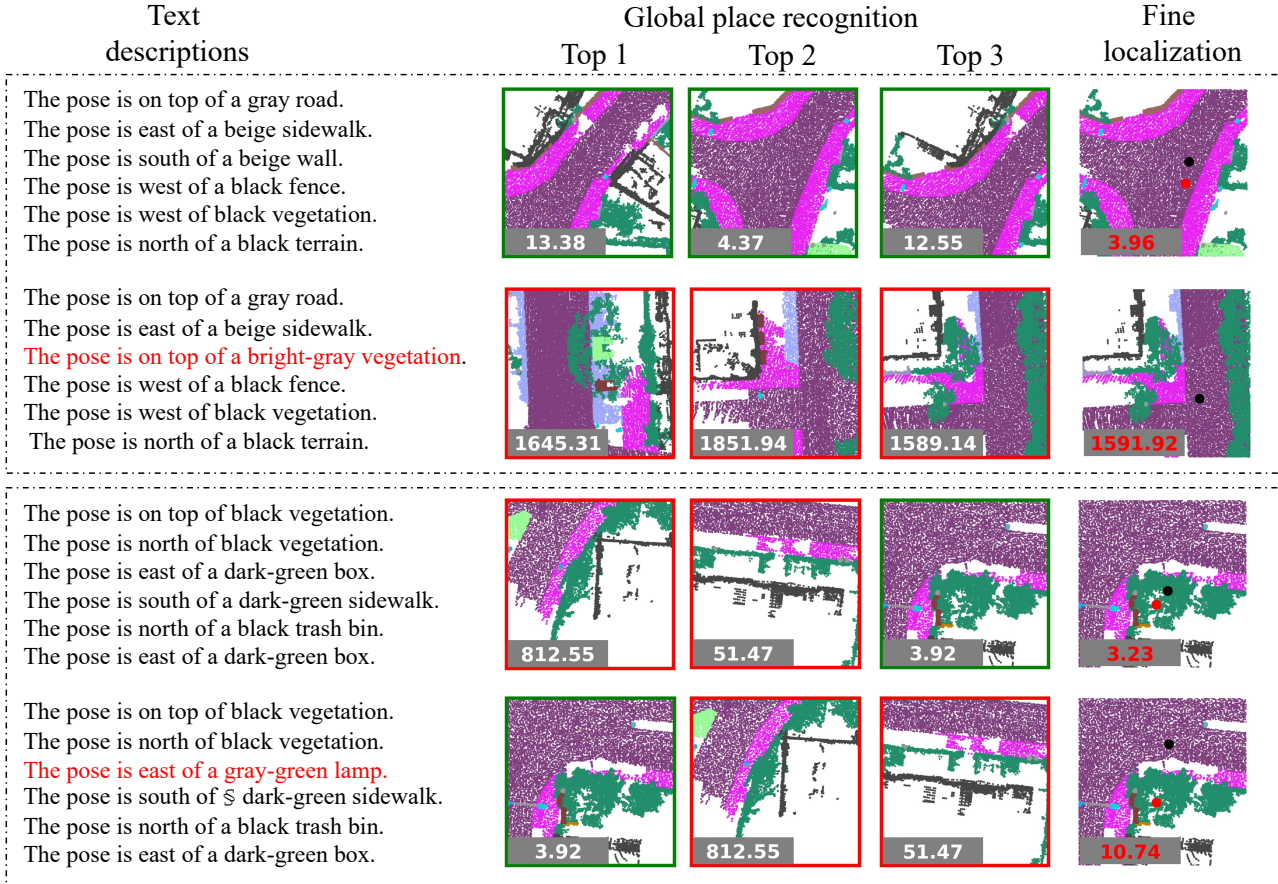 Text
descriptions
Global place recognition
Top 1
Top 2
Top 3
Fine
localization
The pose is on top of a gray road.
The pose is east of a beige sidewalk.
The pose is south of a beige wall.
The pose is west of a black fence.
The pose is west of black vegetation.
The pose is north of a black terrain.
13.38
4.37
12.55
3.96
The pose is on top of a gray road.
The pose is east of a beige sidewalk.
The pose is on top of a bright-gray vegetation.
The pose is west of a black fence.
The pose is west of black vegetation.
The pose is north of a black terrain.
1645.31
1851.94
1589.14
1591.92
The pose is on top of black vegetation.
The pose is north of black vegetation.
The pose is east of a dark-green box.
The pose is south of a dark-green sidewalk.
The pose is north of a black trash bin.
The pose is east of a dark-green box.
812.55
51.47
3.92
3.23
The pose is on top of black vegetation.
The pose is north of black vegetation.
The pose is east of a gray-green lamp.
The pose is south of $ dark-green sidewalk.
The pose is north of a black trash bin.
The pose is east of a dark-green box.
3.92
812.55
51.47
10.74